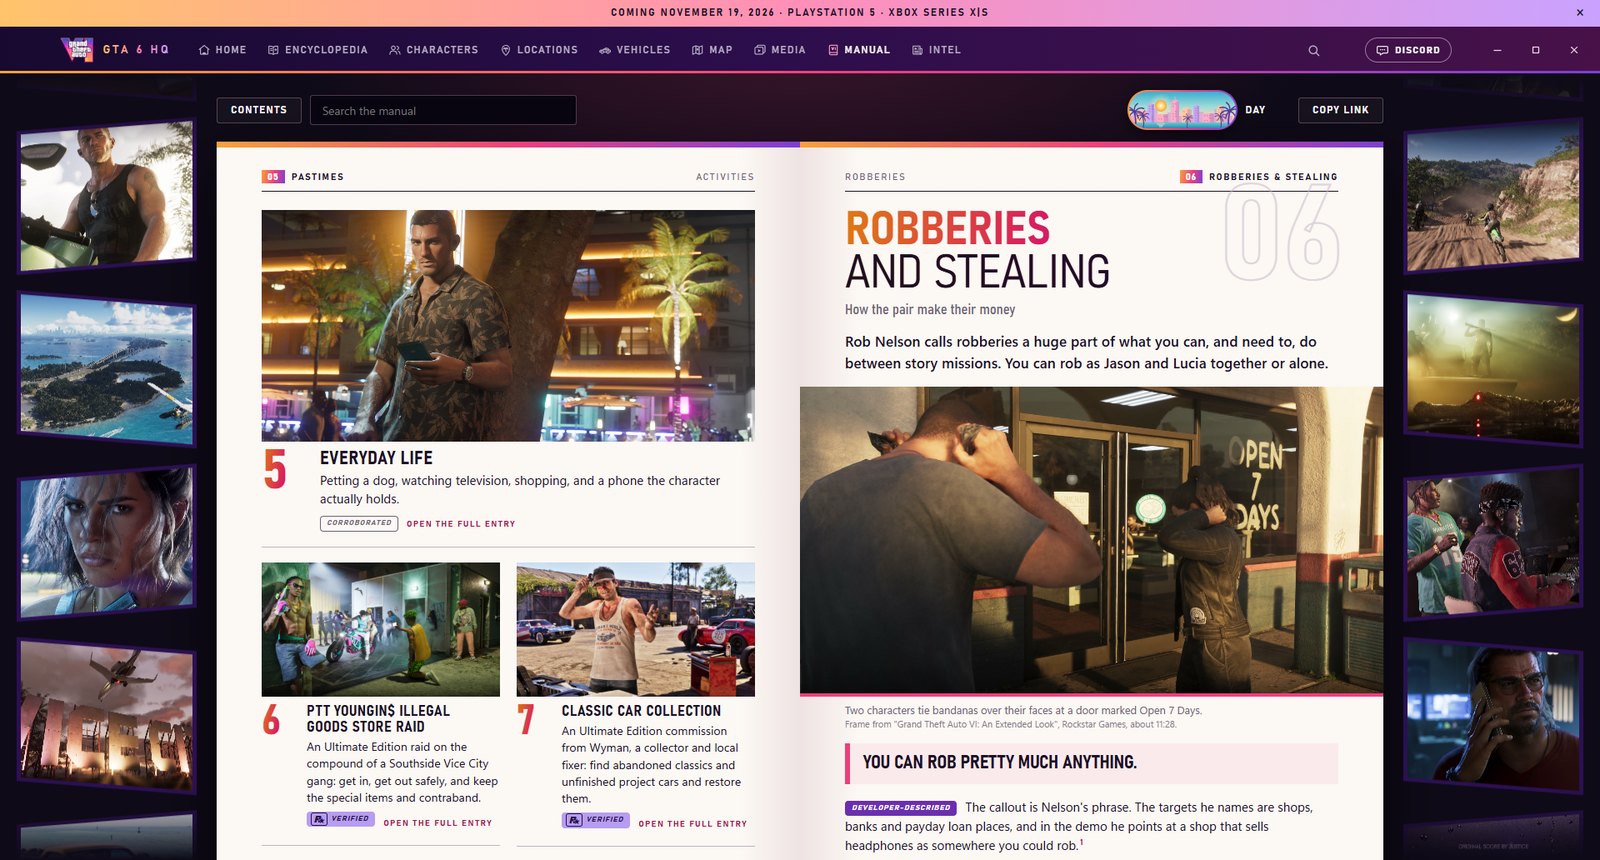 COMING NOVEMBER 19, 2026 · PLAYSTATION 5 · XBOX SERIES X|S
grand theft auto VI
GTA 6 HQ
HOME
ENCYCLOPEDIA
CHARACTERS
LOCATIONS
VEHICLES
MAP
MEDIA
MANUAL
INTEL
DISCORD
CONTENTS
Search the manual
DAY
COPY LINK
05 PASTIMES
ACTIVITIES
5
EVERYDAY LIFE
Petting a dog, watching television, shopping, and a phone the character
actually holds.
CORROBORATED
OPEN THE FULL ENTRY
6
PTT YOUNGIN$ ILLEGAL
GOODS STORE RAID
An Ultimate Edition raid on the
compound of a Southside Vice City
gang: get in, get out safely, and keep
the special items and contraband.
VERIFIED
OPEN THE FULL ENTRY
7
CLASSIC CAR COLLECTION
An Ultimate Edition commission
from Wyman, a collector and local
fixer: find abandoned classics and
unfinished project cars and restore
them.
VERIFIED
OPEN THE FULL ENTRY
ROBBERIES
06 ROBBERIES & STEALING
06
ROBBERIES
AND STEALING
How the pair make their money
Rob Nelson calls robberies a huge part of what you can, and need to, do
between story missions. You can rob as Jason and Lucia together or alone.
OPEN
7
DAYS
Two characters tie bandanas over their faces at a door marked Open 7 Days.
Frame from "Grand Theft Auto VI: An Extended Look", Rockstar Games, about 11:28.
YOU CAN ROB PRETTY MUCH ANYTHING.
DEVELOPER-DESCRIBED The callout is Nelson's phrase. The targets he names are shops,
banks and payday loan places, and in the demo he points at a shop that sells
headphones as somewhere you could rob.1